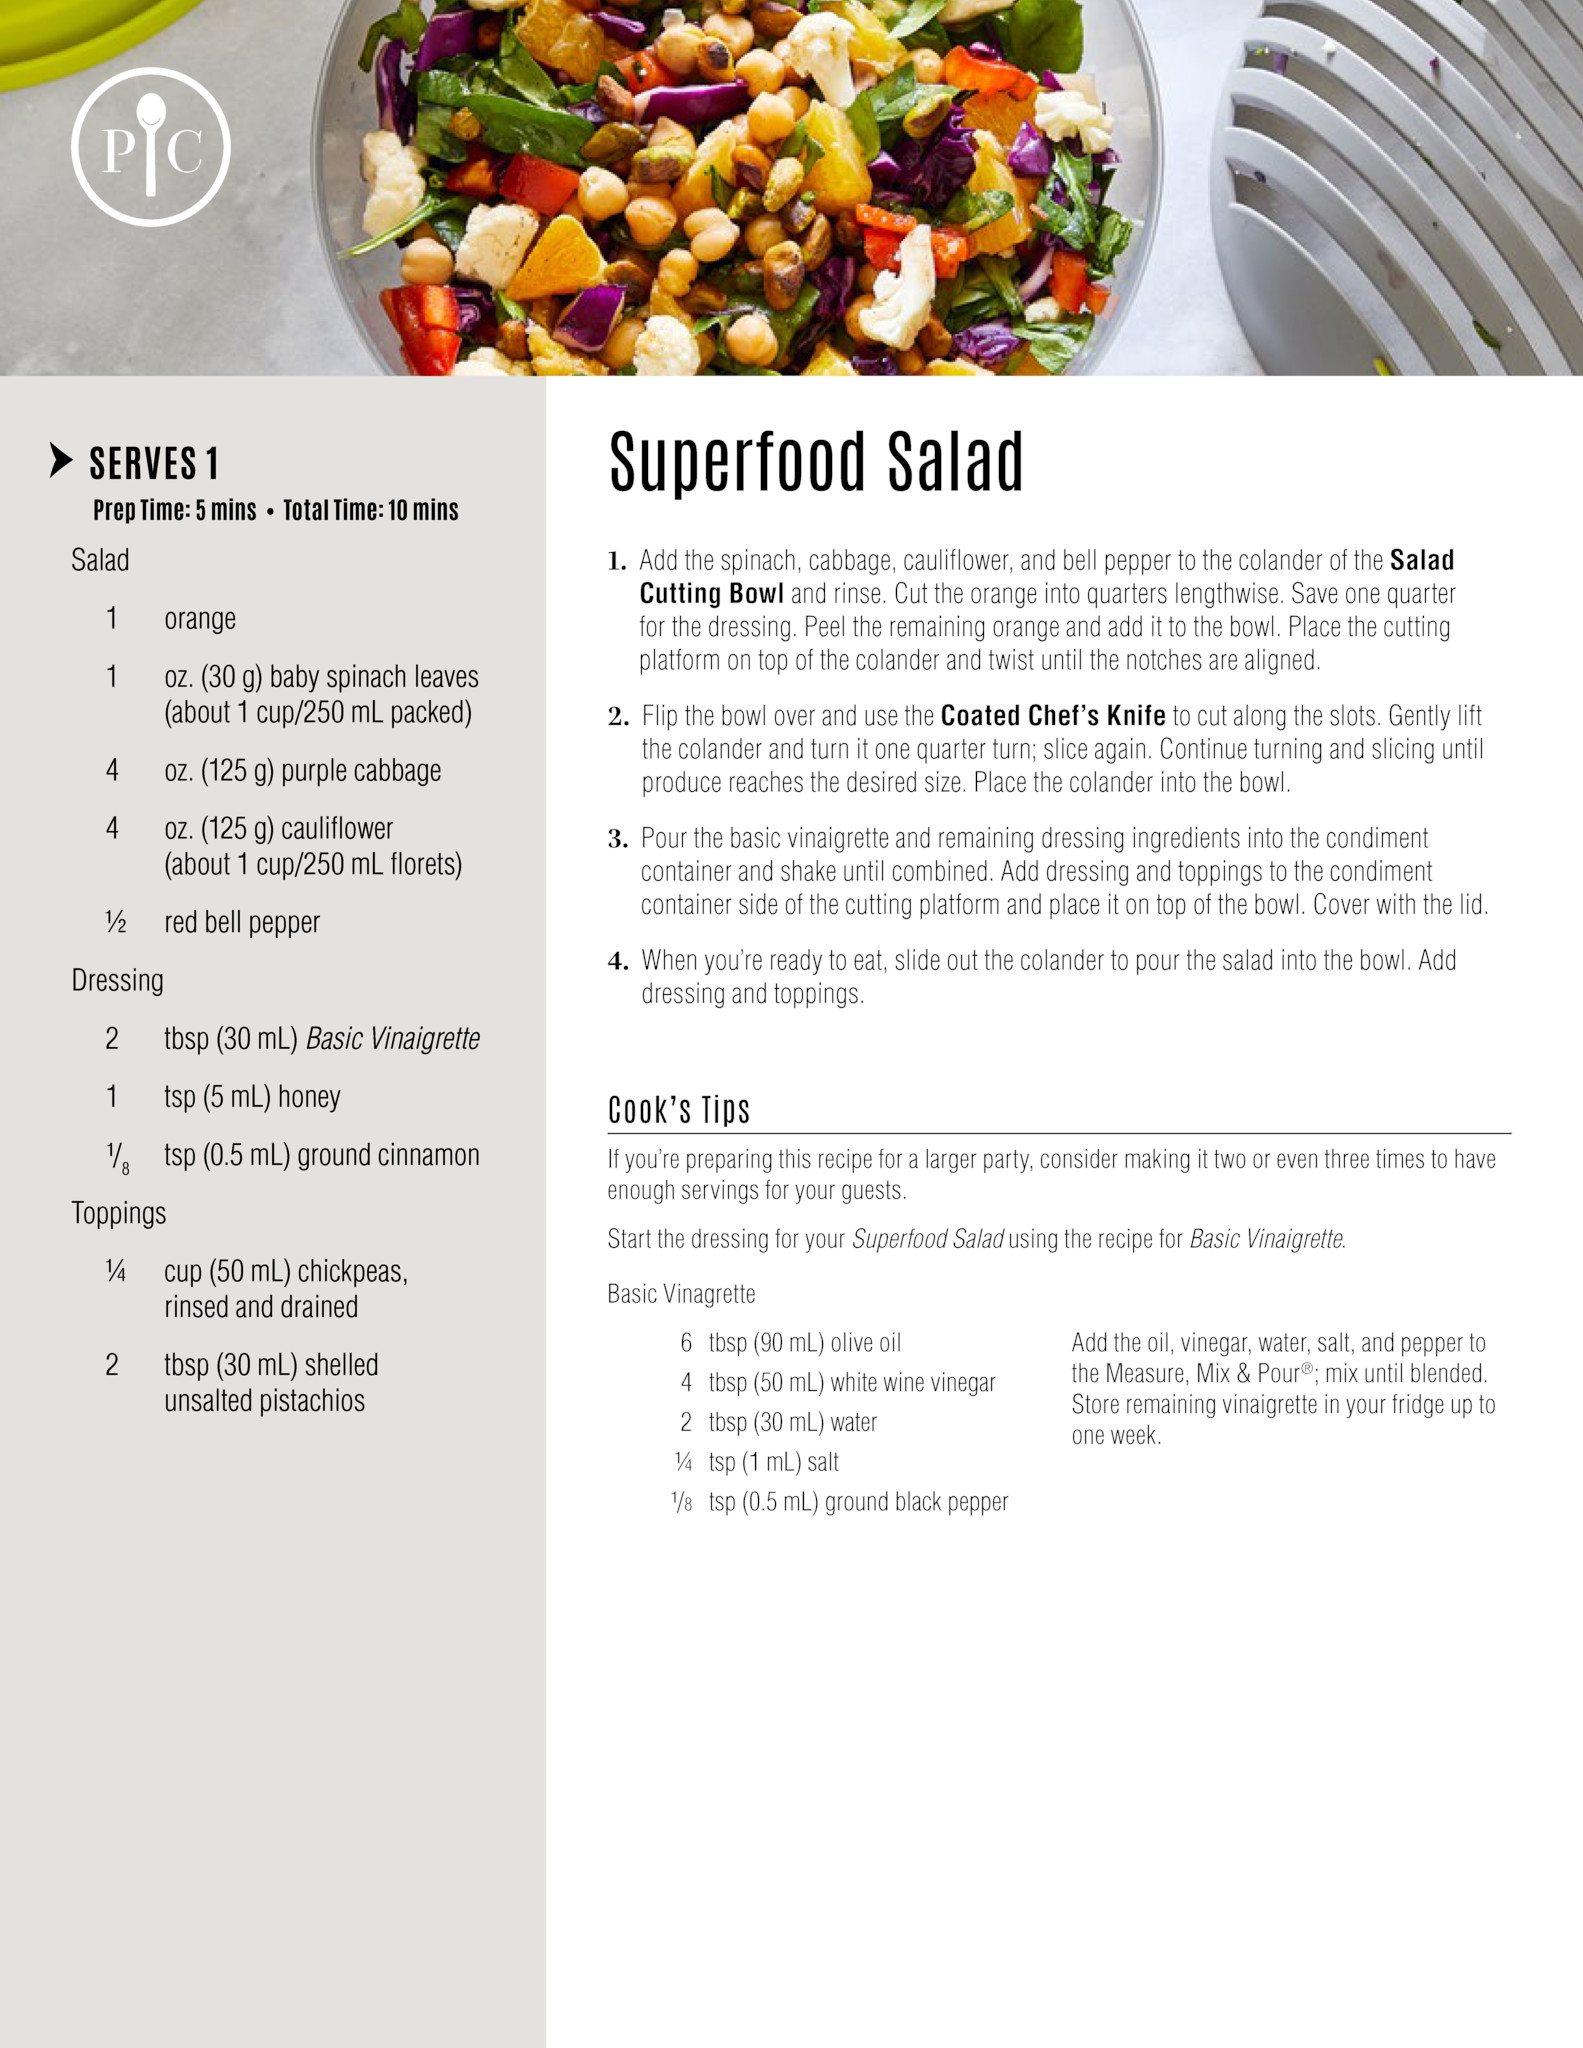 P C
SERVES 1
Prep Time: 5 mins • Total Time: 10 mins
Salad
1 orange
1 oz. (30 g) baby spinach leaves
(about 1 cup/250 mL packed)
4 oz. (125 g) purple cabbage
4 oz. (125 g) cauliflower
(about 1 cup/250 mL florets)
½ red bell pepper
Dressing
2 tbsp (30 mL) Basic Vinaigrette
1 tsp (5 mL) honey
1/8 tsp (0.5 mL) ground cinnamon
Toppings
¼ cup (50 mL) chickpeas,
rinsed and drained
2 tbsp (30 mL) shelled
unsalted pistachios
Superfood Salad
1. Add the spinach, cabbage, cauliflower, and bell pepper to the colander of the Salad
Cutting Bowl and rinse. Cut the orange into quarters lengthwise. Save one quarter
for the dressing. Peel the remaining orange and add it to the bowl. Place the cutting
platform on top of the colander and twist until the notches are aligned.
2. Flip the bowl over and use the Coated Chef's Knife to cut along the slots. Gently lift
the colander and turn it one quarter turn; slice again. Continue turning and slicing until
produce reaches the desired size. Place the colander into the bowl.
3. Pour the basic vinaigrette and remaining dressing ingredients into the condiment
container and shake until combined. Add dressing and toppings to the condiment
container side of the cutting platform and place it on top of the bowl. Cover with the lid.
4. When you're ready to eat, slide out the colander to pour the salad into the bowl. Add
dressing and toppings.
Cook's Tips
If you're preparing this recipe for a larger party, consider making it two or even three times to have
enough servings for your guests.
Start the dressing for your Superfood Salad using the recipe for Basic Vinaigrette.
Basic Vinagrette
6 tbsp (90 mL) olive oil
4 tbsp (50 mL) white wine vinegar
2 tbsp (30 mL) water
¼ tsp (1 mL) salt
1/8 tsp (0.5 mL) ground black pepper
Add the oil, vinegar, water, salt, and pepper to
the Measure, Mix & Pour®; mix until blended.
Store remaining vinaigrette in your fridge up to
one week.